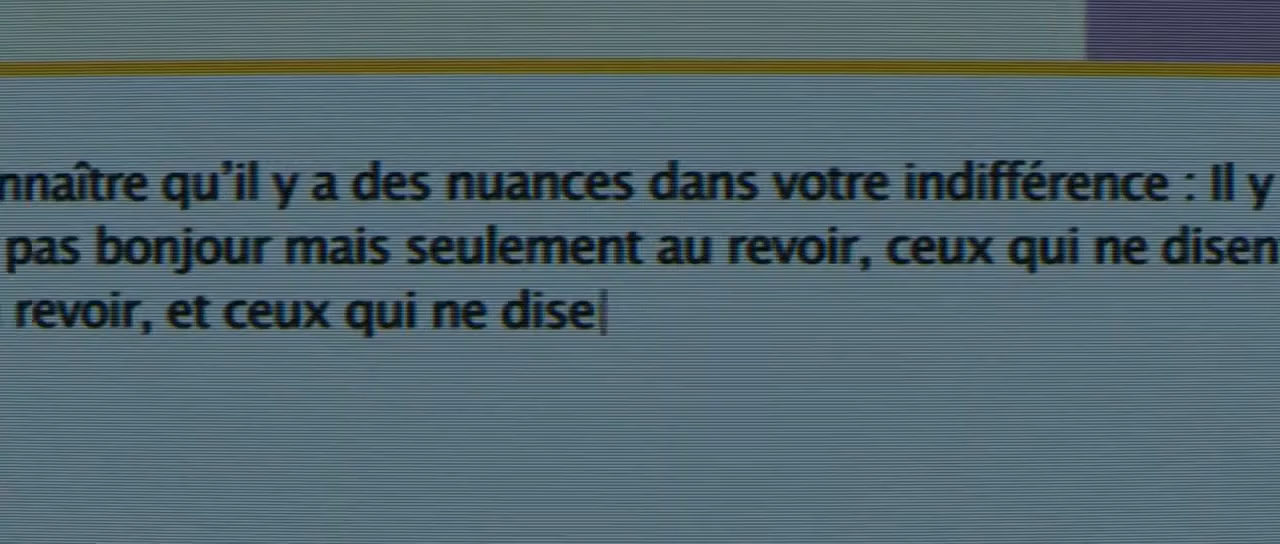 nnaître qu’il y a des nuances dans votre indifférence : Il y
pas bonjour mais seulement au revoir, ceux qui ne disen
revoir, et ceux qui ne dise